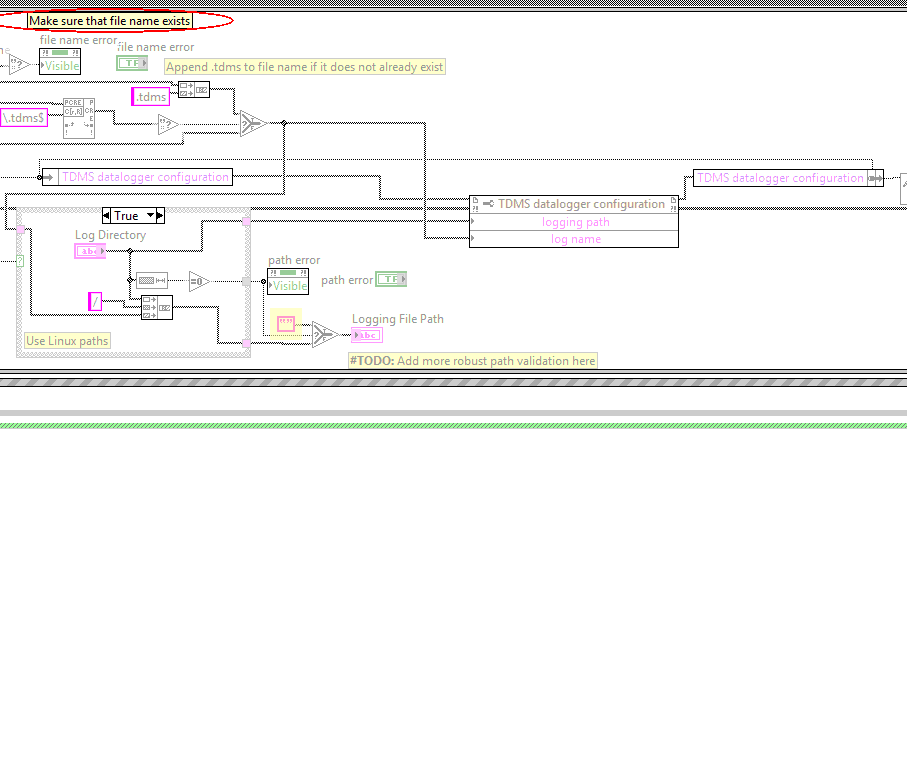 Make sure that file name exists
file name error
file name error
Visible
TF
Append .tdms to file name if it does not already exist
.tdms
\.tdms$
PCRE
TDMS datalogger configuration
TDMS datalogger configuration
TDMS datalogger configuration
logging path
log name
True
Log Directory
abc
=0
/
Use Linux paths
path error
Visible
path error
TF
""
Logging File Path
abc
#TODO: Add more robust path validation here